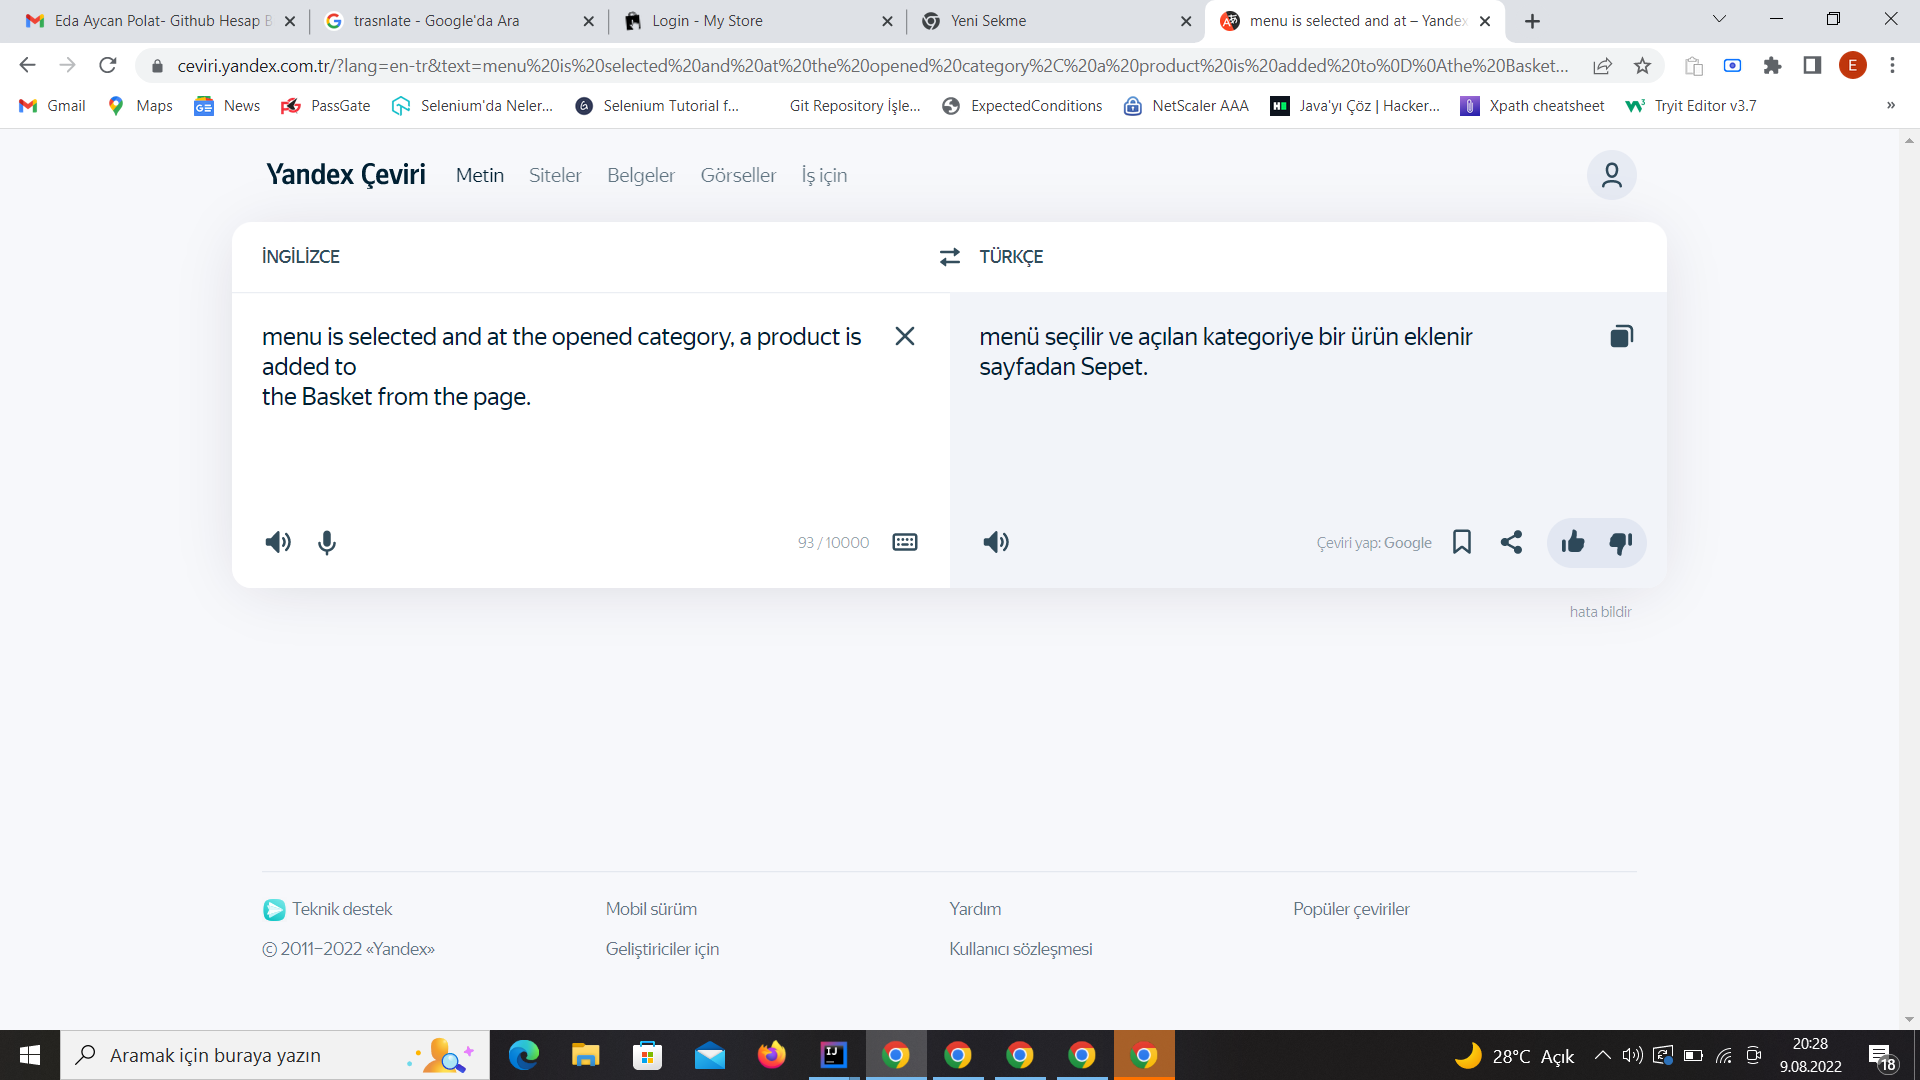 Eda Aycan Polat- Github Hesap B
trasnlate - Google'da Ara
Login - My Store
Yeni Sekme
menu is selected and at – Yandex
ceviri.yandex.com.tr/?lang=en-tr&text=menu%20is%20selected%20and%20at%20the%20opened%20category%2C%20a%20product%20is%20added%20to%0D%0Athe%20Basket...
E
Gmail
Maps
News
PassGate
Selenium'da Neler...
Selenium Tutorial f...
Git Repository İşle...
ExpectedConditions
NetScaler AAA
Java'yı Çöz | Hacker...
Xpath cheatsheet
Tryit Editor v3.7
»
Yandex Çeviri
Metin
Siteler
Belgeler
Görseller
İş için
İNGİLİZCE
TÜRKÇE
menu is selected and at the opened category, a product is
added to
the Basket from the page.
93 / 10000
menü seçilir ve açılan kategoriye bir ürün eklenir
sayfadan Sepet.
Çeviri yap: Google
hata bildir
Teknik destek
Mobil sürüm
Yardım
Popüler çeviriler
© 2011–2022 «Yandex»
Geliştiriciler için
Kullanıcı sözleşmesi
Aramak için buraya yazın
28°C Açık
20:28
9.08.2022
18